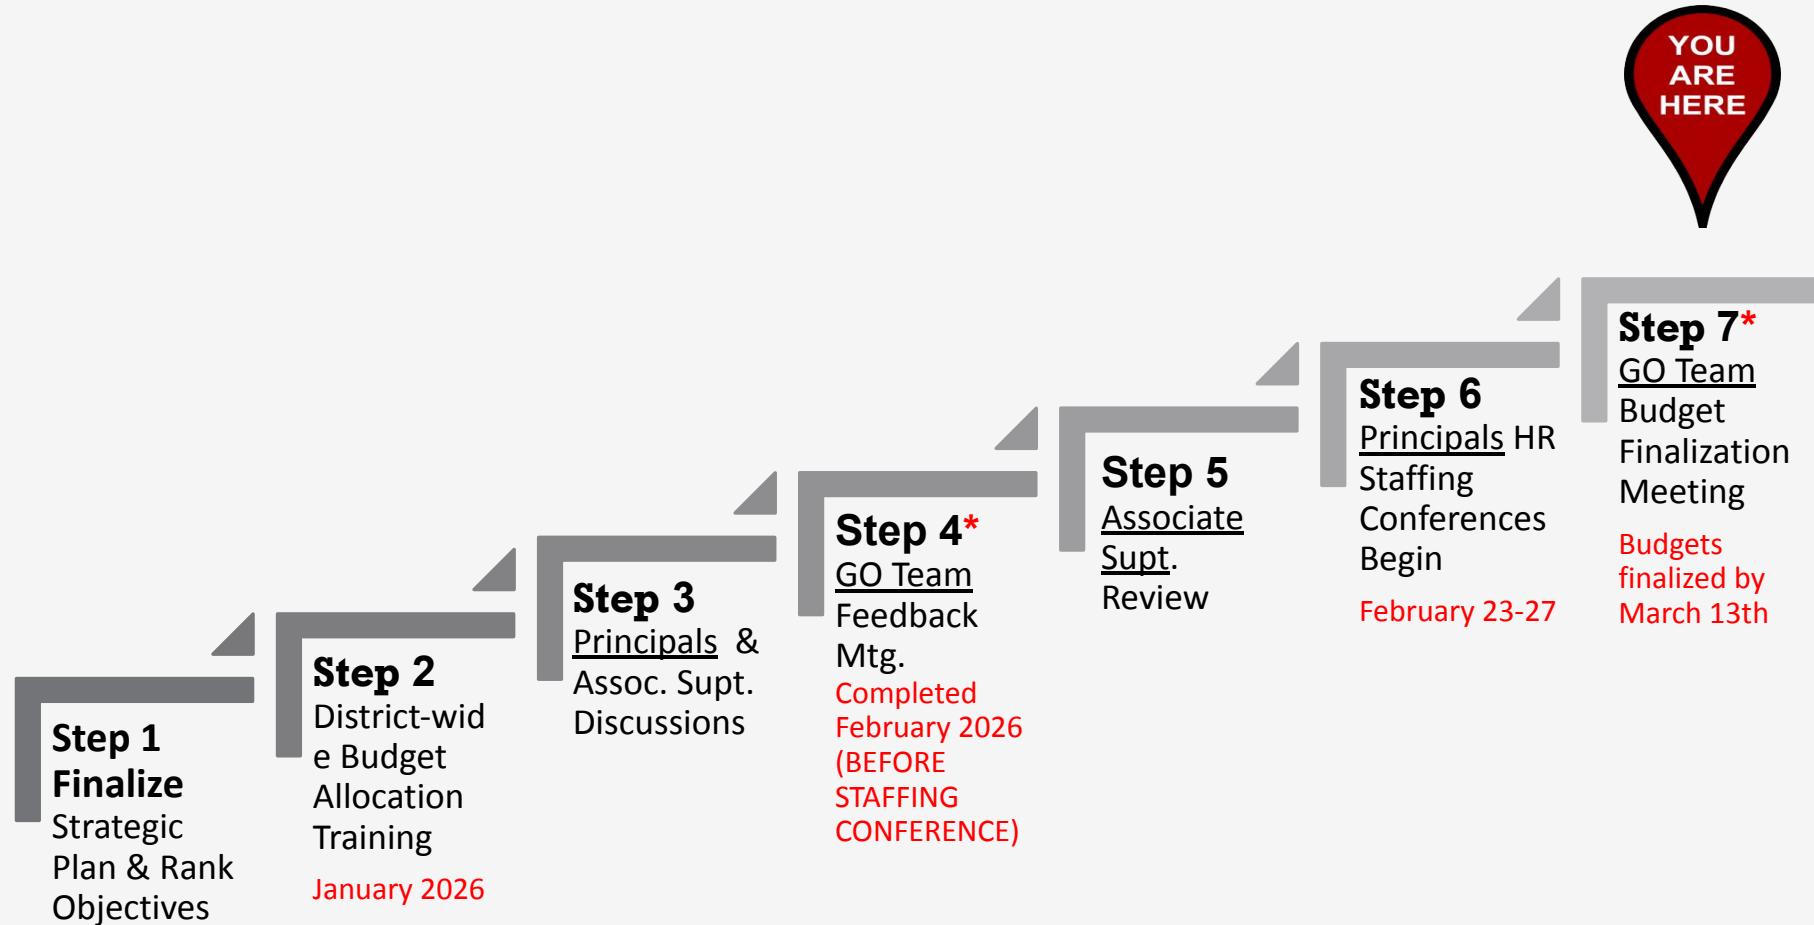 YOU
ARE
HERE
Step 1
Finalize
Strategic
Plan & Rank
Objectives
Step 2
District-wid
e Budget
Allocation
Training
January 2026
Step 3
Principals & 
Assoc. Supt.
Discussions
Step 4*
GO Team
Feedback
Mtg.
Completed
February 2026
(BEFORE
STAFFING
CONFERENCE)
Step 5
Associate
Supt.
Review
Step 6
Principals HR
Staffing
Conferences
Begin
February 23-27
Step 7*
GO Team
Budget
Finalization
Meeting
Budgets
finalized by
March 13th